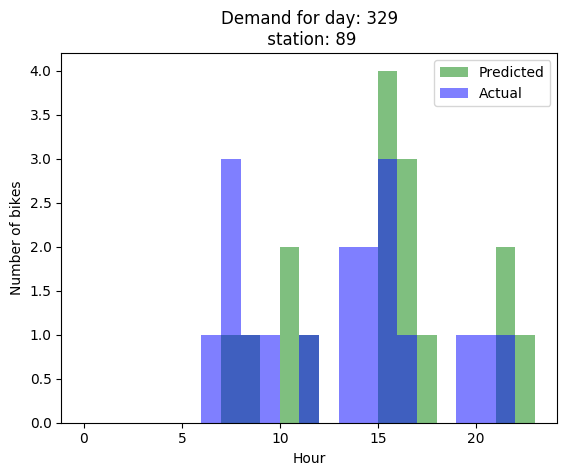 Demand for day: 329
station: 89
Predicted
Actual
4.0
3.5
3.0
2.5
2.0
1.5
1.0
0.5
0.0
Number of bikes
0 5 10 15 20
Hour